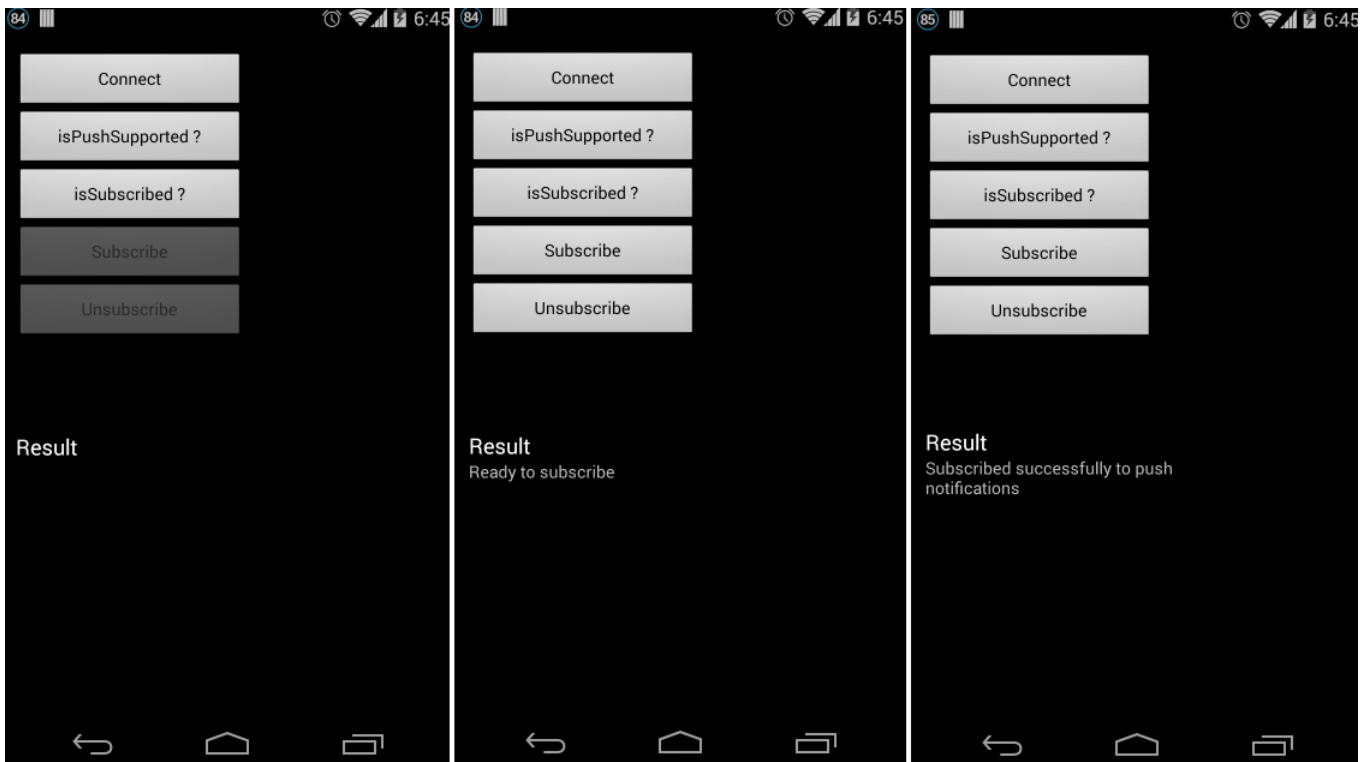 84
6:45
Connect
isPushSupported ?
isSubscribed ?
Subscribe
Unsubscribe
Result
84
6:45
Connect
isPushSupported ?
isSubscribed ?
Subscribe
Unsubscribe
Result
Ready to subscribe
85
6:45
Connect
isPushSupported ?
isSubscribed ?
Subscribe
Unsubscribe
Result
Subscribed successfully to push
notifications